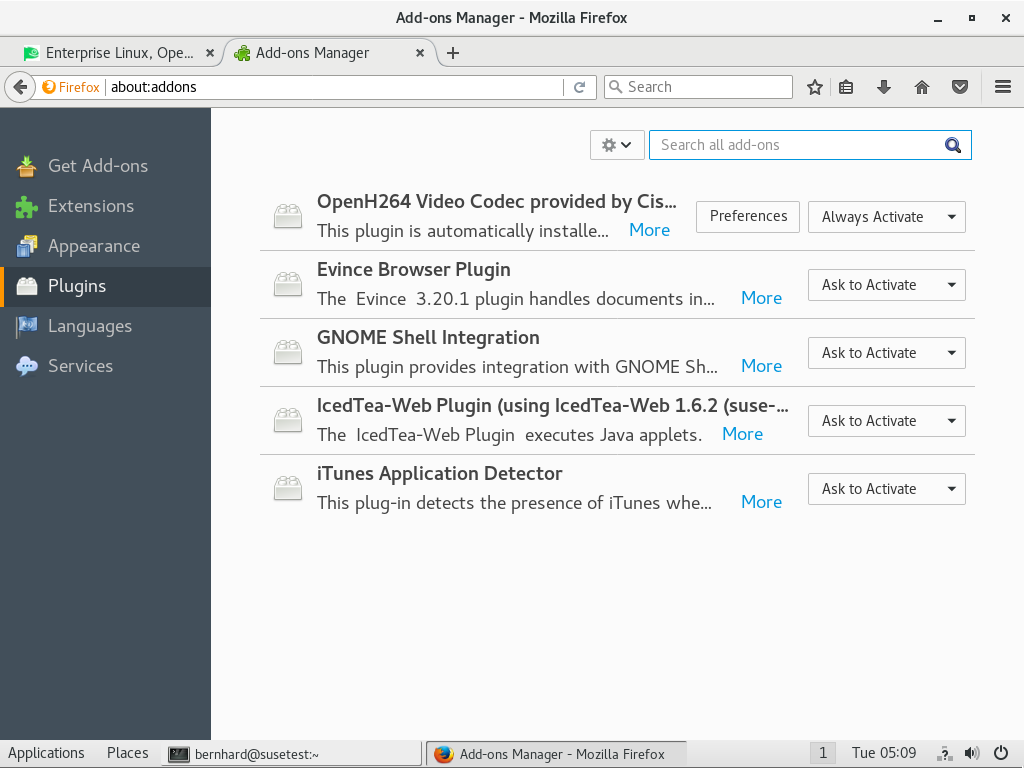 Add-ons Manager - Mozilla Firefox
Enterprise Linux, Ope...
Add-ons Manager
Firefox about:addons
Search
Get Add-ons
Extensions
Appearance
Plugins
Languages
Services
Search all add-ons
OpenH264 Video Codec provided by Cis...
This plugin is automatically installe... More
Preferences
Always Activate
Evince Browser Plugin
The Evince 3.20.1 plugin handles documents in... More
Ask to Activate
GNOME Shell Integration
This plugin provides integration with GNOME Sh... More
Ask to Activate
IcedTea-Web Plugin (using IcedTea-Web 1.6.2 (suse-...
The IcedTea-Web Plugin executes Java applets. More
Ask to Activate
iTunes Application Detector
This plug-in detects the presence of iTunes whe... More
Ask to Activate
Applications Places bernhard@susetest:~ Add-ons Manager - Mozilla Firefox 1 Tue 05:09